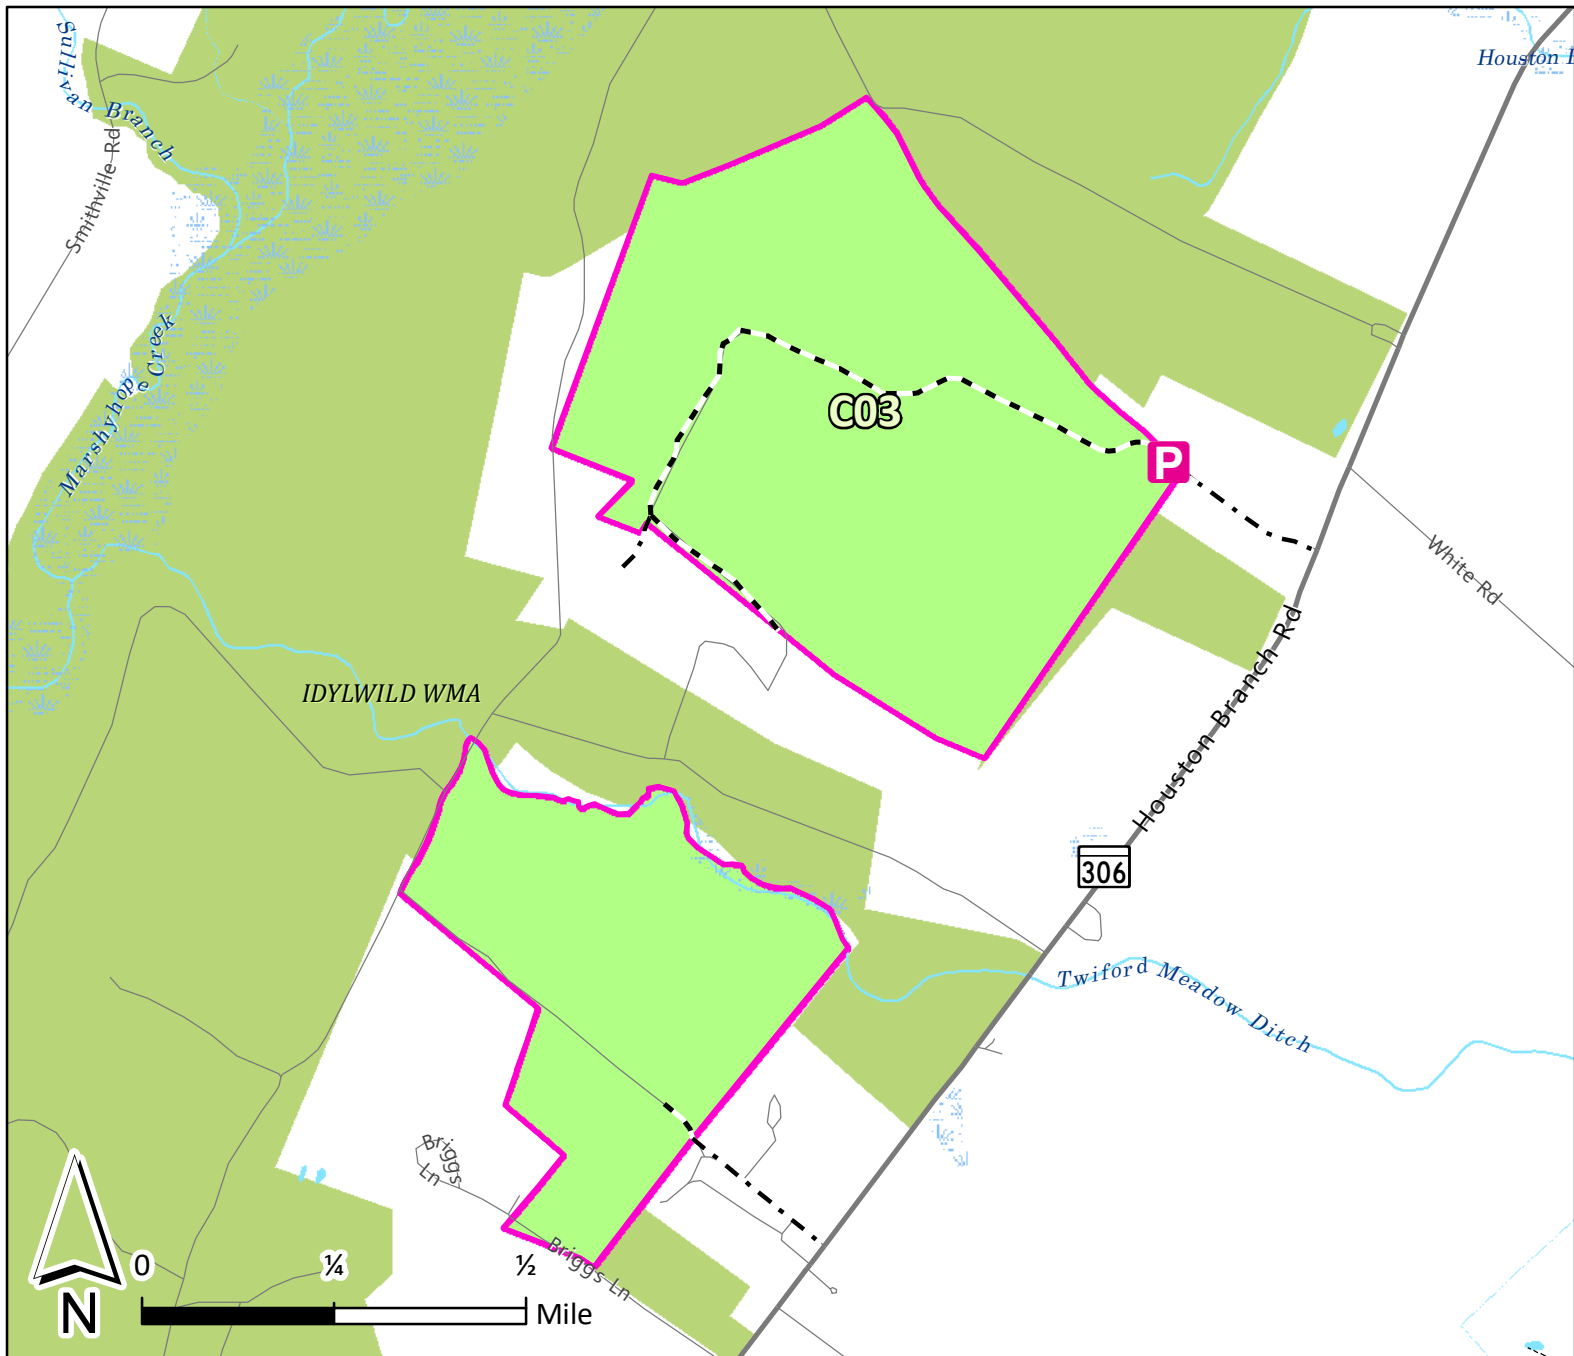 Sullivan Branch
Houston B
Smithville Rd
Marshyhope Creek
C03
P
White Rd
IDYLWILD WMA
Houston Branch Rd
306
Twiford Meadow Ditch
Briggs
Ln
Briggs Ln
0 ¼ ½
Mile
N